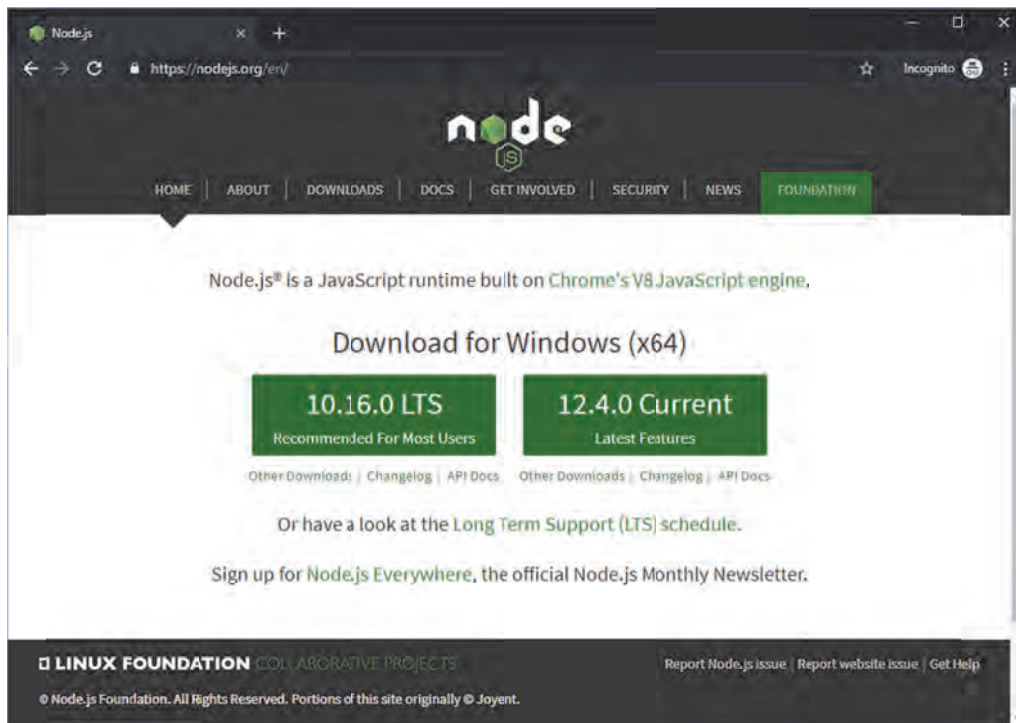 Node.js
https://nodejs.org/en/
Incognito
node
JS
HOME | ABOUT | DOWNLOADS | DOCS | GET INVOLVED | SECURITY | NEWS FOUNDATION
Node.js® is a JavaScript runtime built on Chrome's V8 JavaScript engine.
Download for Windows (x64)
10.16.0 LTS 12.4.0 Current
Recommended For Most Users Latest Features
Other Downloads | Changelog | API Docs Other Downloads | Changelog | API Docs
Or have a look at the Long Term Support (LTS) schedule.
Sign up for Node.js Everywhere, the official Node.js Monthly Newsletter.
LINUX FOUNDATION COLLABORATIVE PROJECTS Report Node.js issue | Report website issue | Get Help
© Node.js Foundation. All Rights Reserved. Portions of this site originally © Joyent.